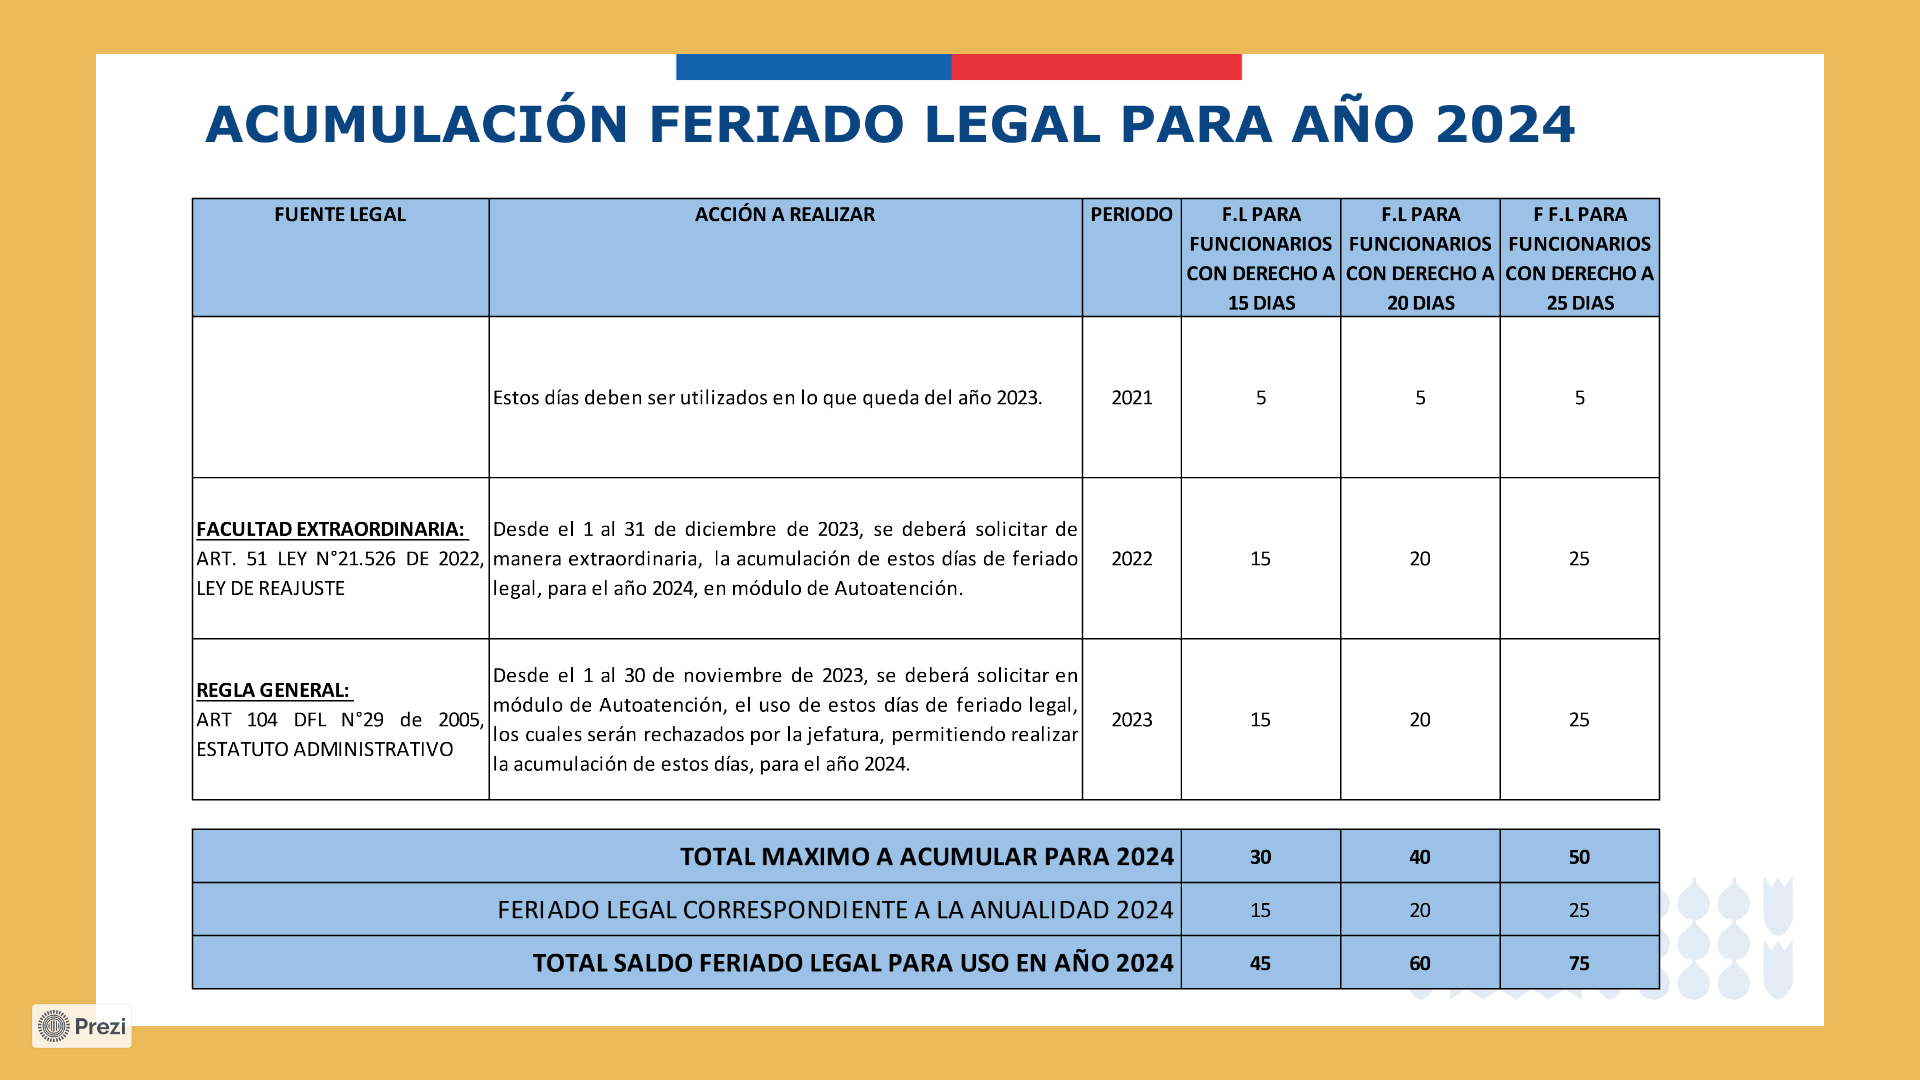 ACUMULACIÓN FERIADO LEGAL PARA AÑO 2024
FUENTE LEGAL
ACCIÓN A REALIZAR
PERIODO
F.L PARA
FUNCIONARIOS
CON DERECHO A
15 DIAS
F.L PARA
FUNCIONARIOS
CON DERECHO A
20 DIAS
F F.L PARA
FUNCIONARIOS
CON DERECHO A
25 DIAS
Estos días deben ser utilizados en lo que queda del año 2023.
2021
5
5
5
FACULTAD EXTRAORDINARIA:
ART. 51 LEY N°21.526 DE 2022,
LEY DE REAJUSTE
Desde el 1 al 31 de diciembre de 2023, se deberá solicitar de
manera extraordinaria, la acumulación de estos días de feriado
legal, para el año 2024, en módulo de Autoatención.
2022
15
20
25
REGLA GENERAL:
ART 104 DFL N°29 de 2005,
ESTATUTO ADMINISTRATIVO
Desde el 1 al 30 de noviembre de 2023, se deberá solicitar en
módulo de Autoatención, el uso de estos días de feriado legal,
los cuales serán rechazados por la jefatura, permitiendo realizar
la acumulación de estos días, para el año 2024.
2023
15
20
25
TOTAL MAXIMO A ACUMULAR PARA 2024
30
40
50
FERIADO LEGAL CORRESPONDIENTE A LA ANUALIDAD 2024
15
20
25
TOTAL SALDO FERIADO LEGAL PARA USO EN AÑO 2024
45
60
75
Prezi